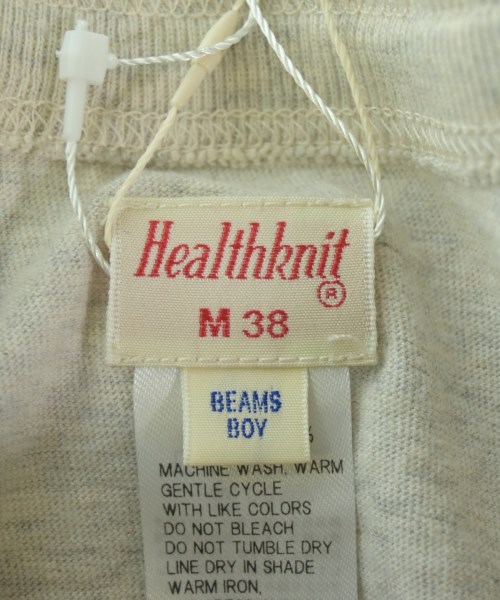 Healthknit
®
M 38
BEAMS
BOY
%
MACHINE WASH, WARM
GENTLE CYCLE
WITH LIKE COLORS
DO NOT BLEACH
DO NOT TUMBLE DRY
LINE DRY IN SHADE
WARM IRON,